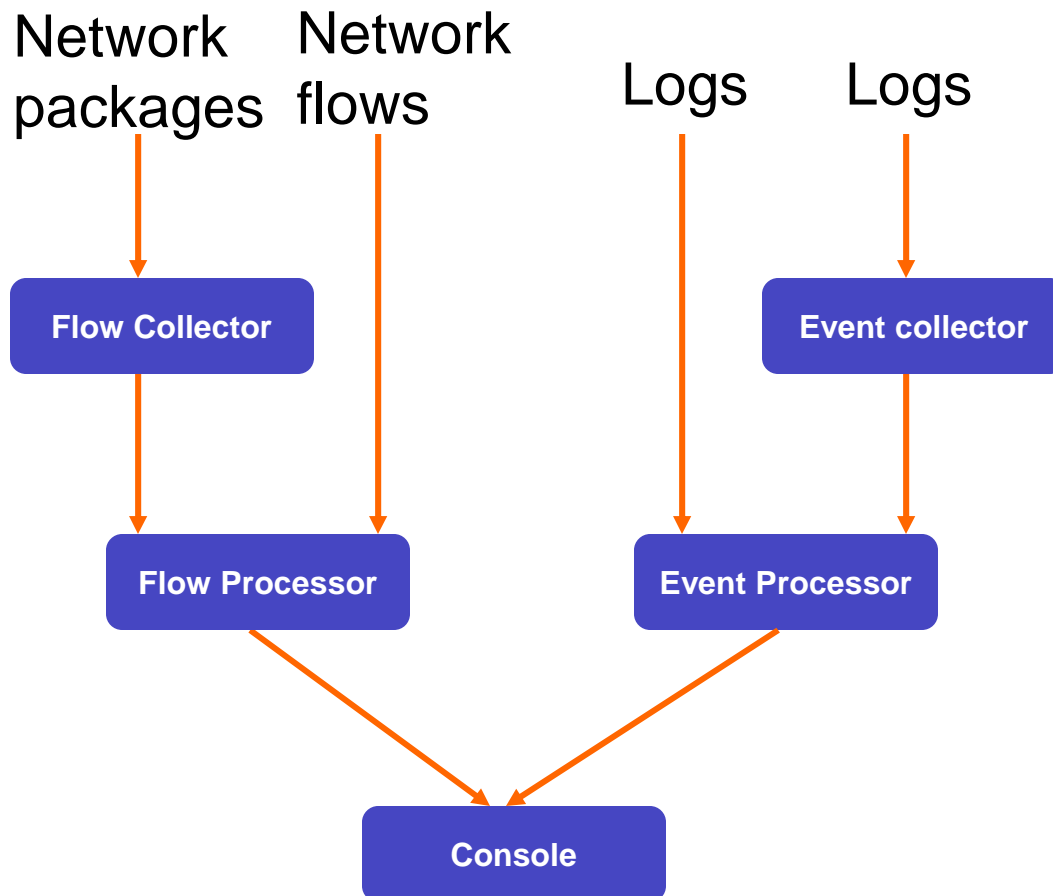 Network
packages
Network
flows
Logs
Logs
Flow Collector
Event collector
Flow Processor
Event Processor
Console